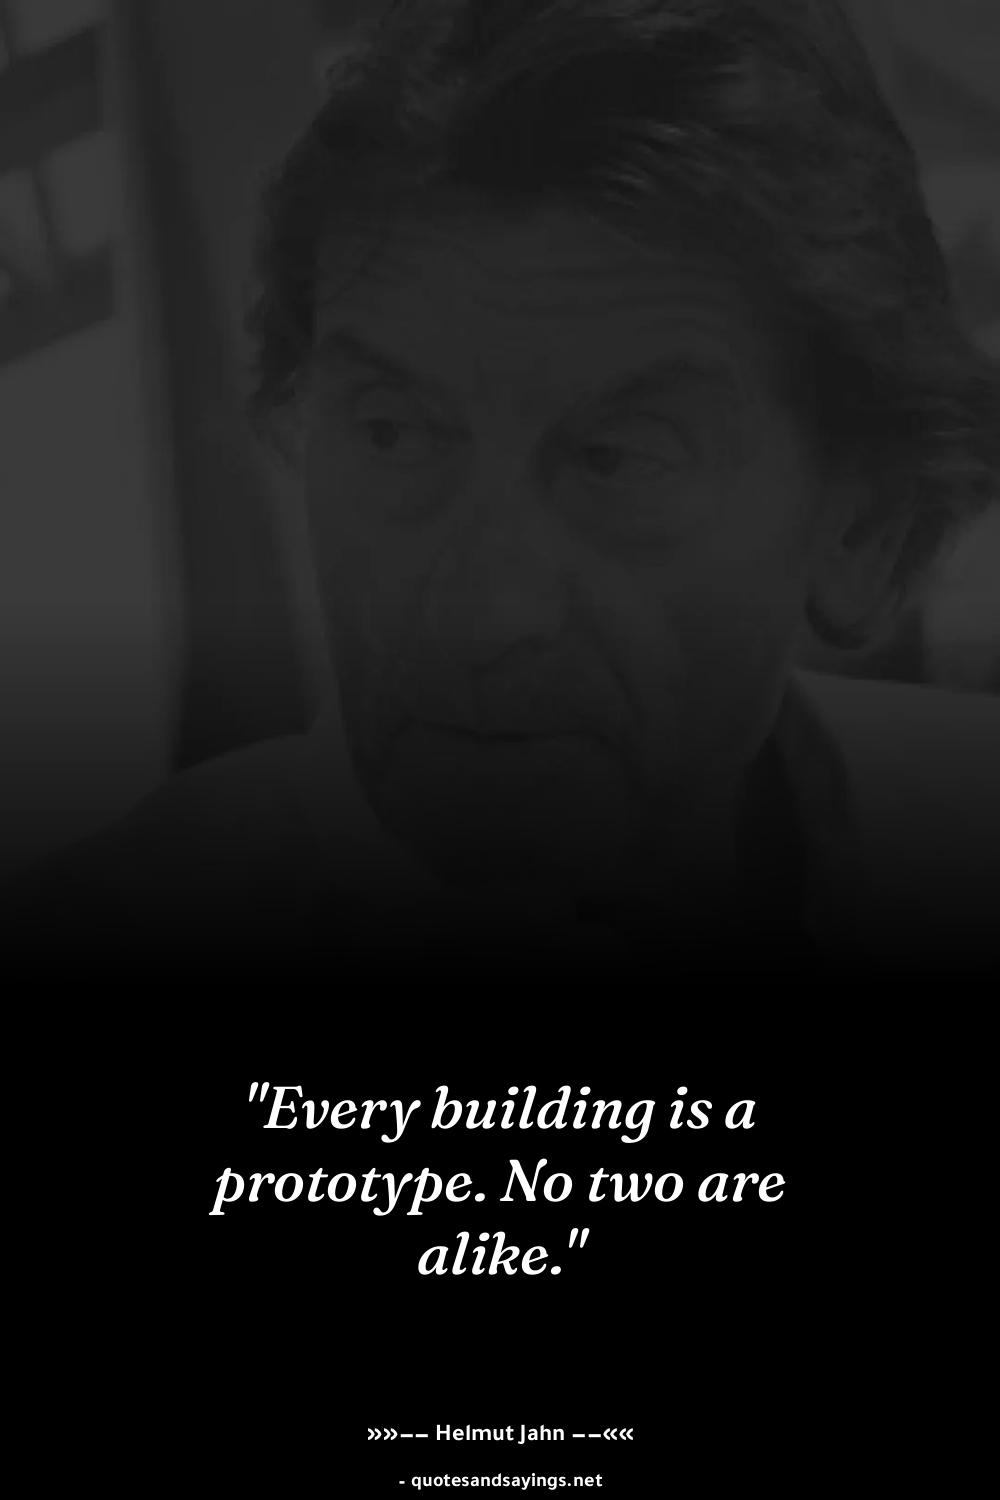 "Every building is a
prototype. No two are
alike."
»»–– Helmut Jahn ––««
- quotesandsayings.net